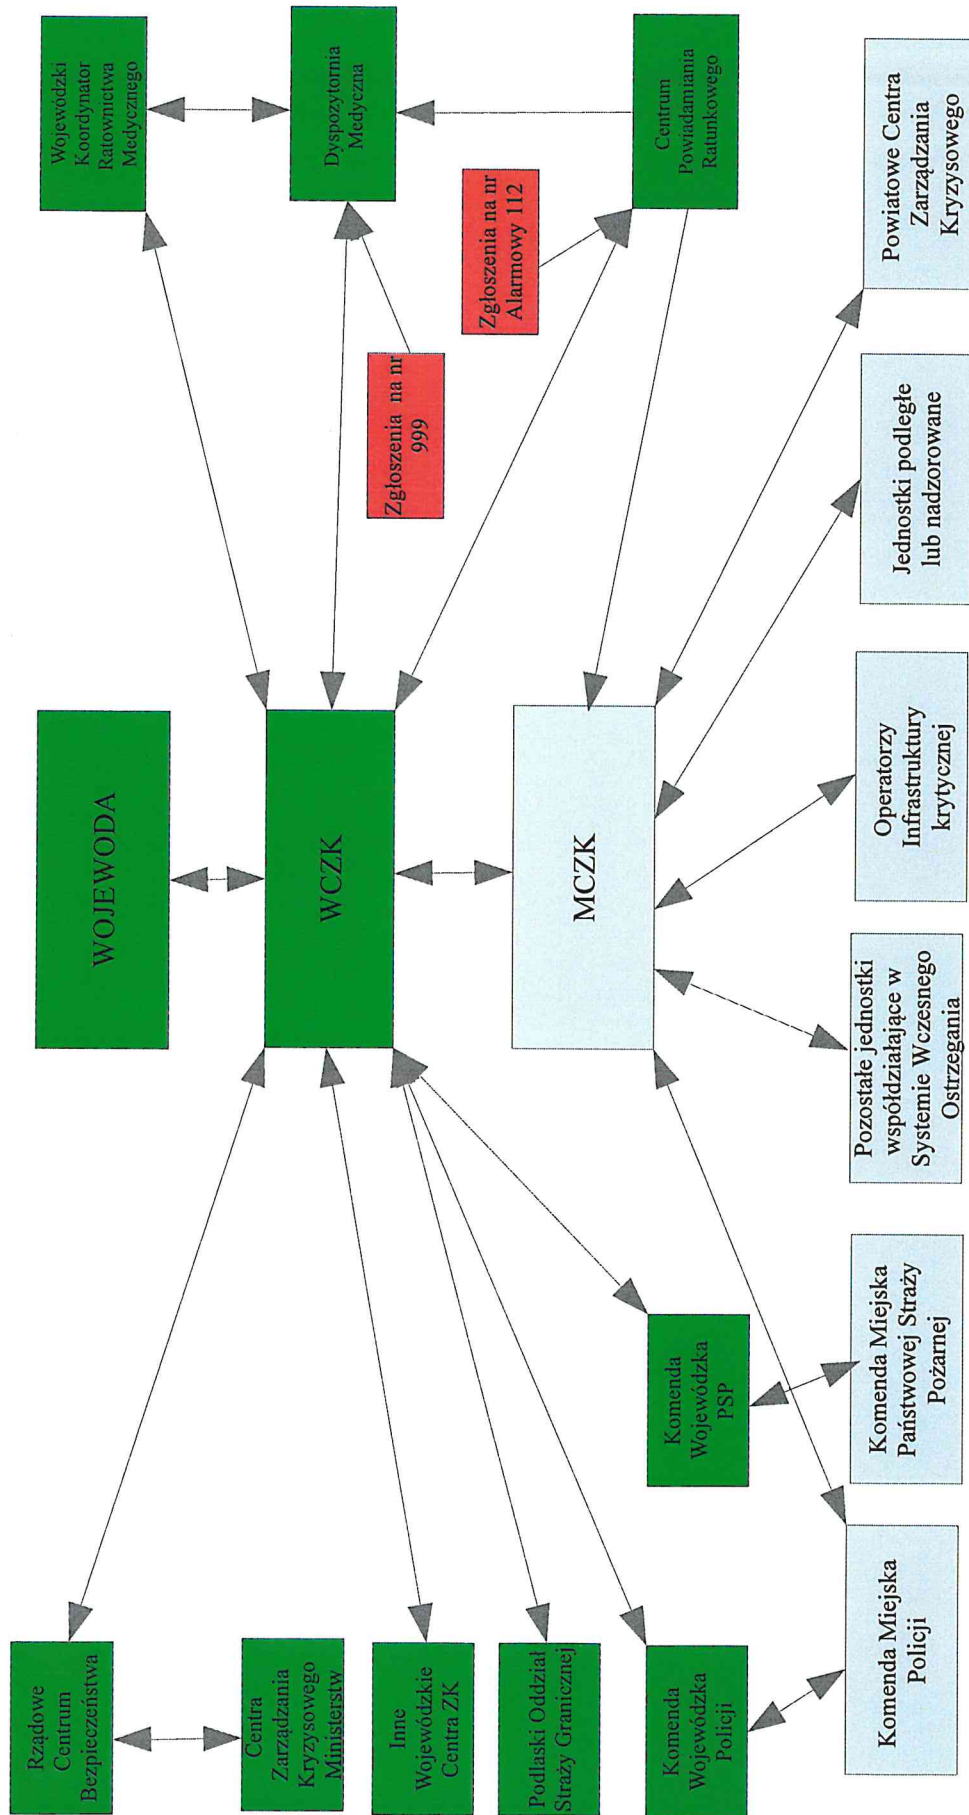 WOJEWODA
Rządowe
Centrum
Bezpieczeństwa
Wojewódzki
Koordynator
Ratownictwa
Medycznego
Centra
Zarządzania
Kryzysowego
Ministerstw
WCZK
Dyspozytornia
Medyczna
Inne
Wojewódzkie
Centra ZK
Zgłoszenia na nr
999
Podlaski Oddział
Straży Granicznej
Zgłoszenia na nr
Alarmowy 112
MCZK
Komenda
Wojewódzka
Policji
Komenda
Wojewódzka
PSP
Centrum
Powiadamiania
Ratunkowego
Komenda Miejska
Policji
Komenda Miejska
Państwowej Straży
Pożarnej
Pozostałe jednostki
współdziałające w
Systemie Wczesnego
Ostrzegania
Operatorzy
Infrastruktury
krytycznej
Jednostki podległe
lub nadzorowane
Powiatowe Centra
Zarządzania
Kryzysowego